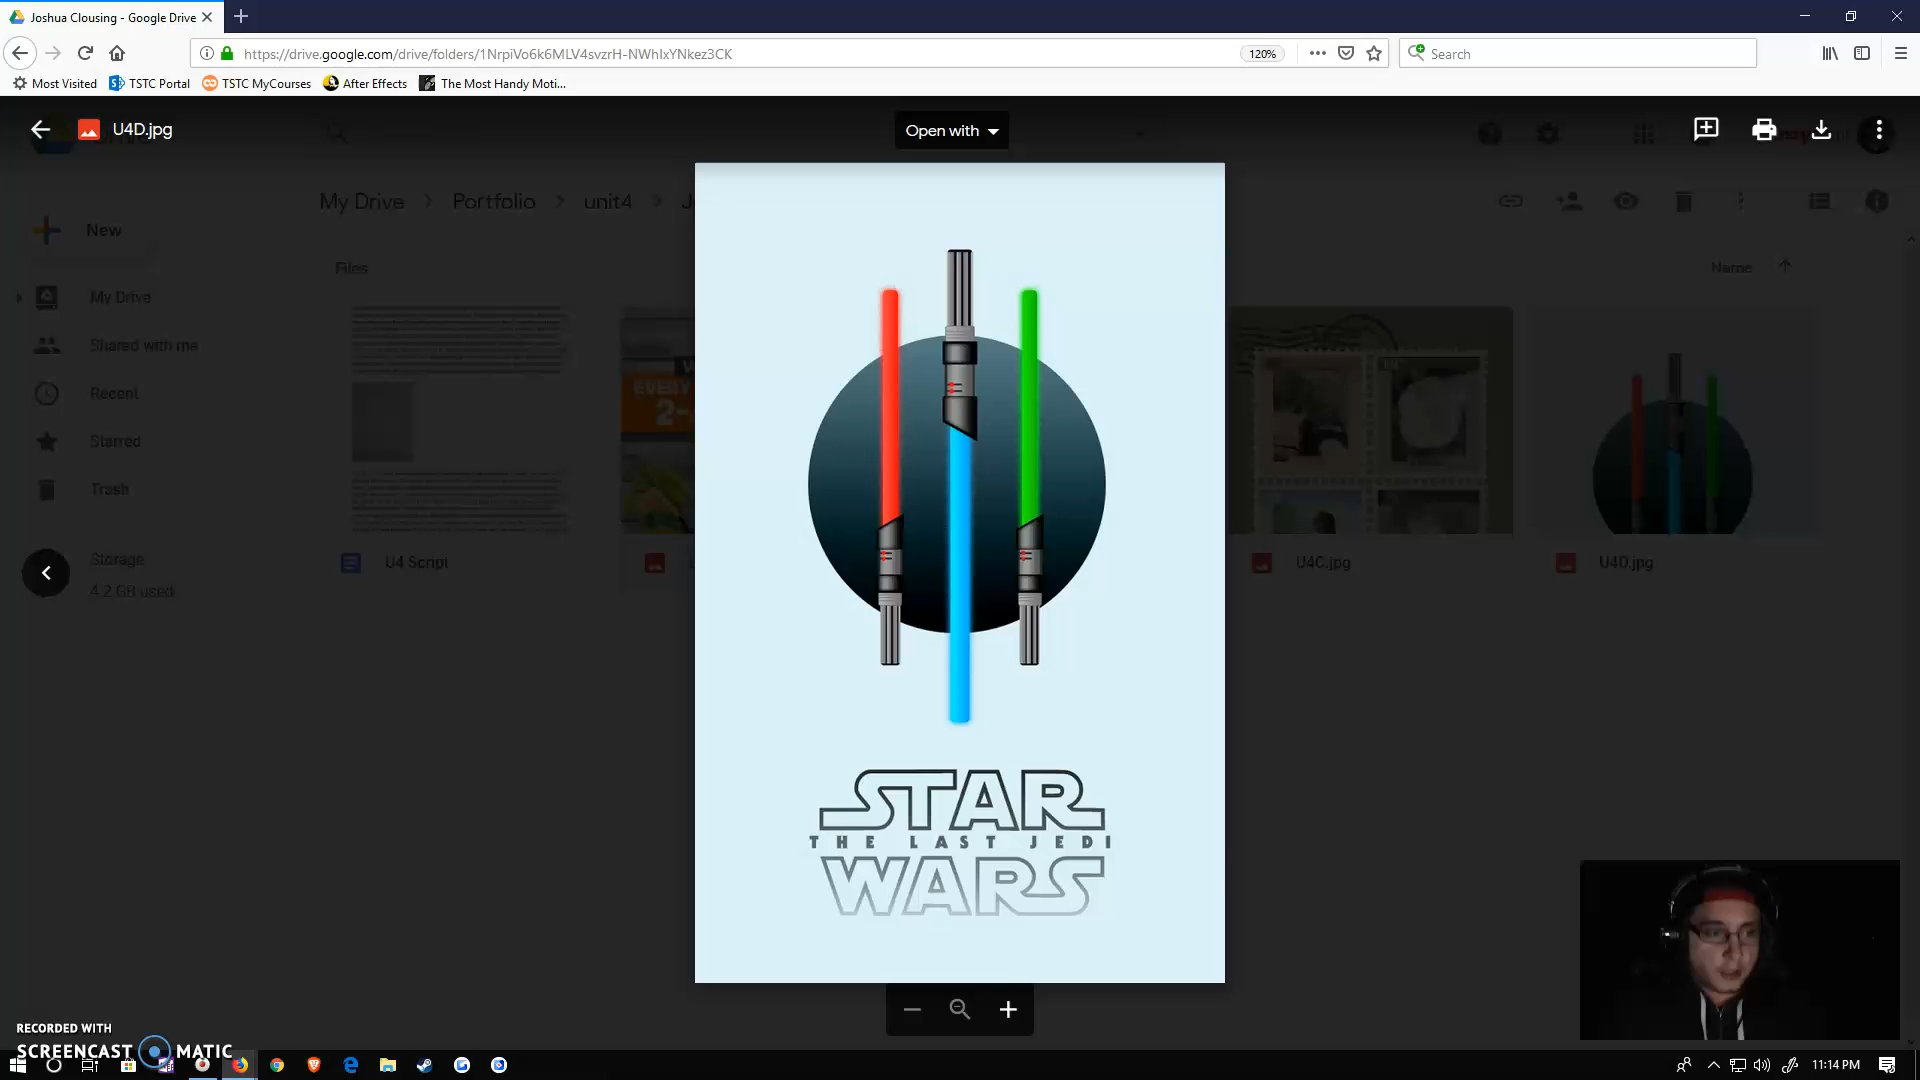 Joshua Clousing - Google Drive
https://drive.google.com/drive/folders/1NrpiVo6k6MLV4svzrH-NWhIxYNkez3CK
120%
Search
Most Visited
TSTC Portal
TSTC MyCourses
After Effects
The Most Handy Moti...
U4D.jpg
Open with
My Drive
Portfolio
unit4
New
Files
Name
My Drive
Shared with me
Recent
Starred
Trash
Storage
4.2 GB used
EVERY
2-
U4 Script
U4C.jpg
U4D.jpg
STAR
THE LAST JEDI
WARS
RECORDED WITH
SCREENCAST MATIC
11:14 PM